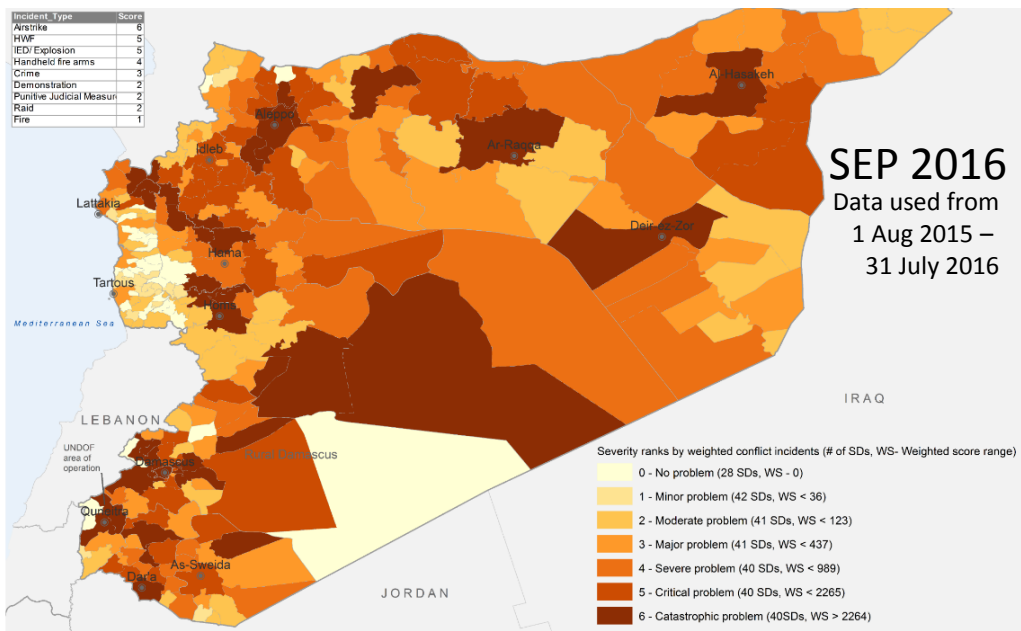 Incident_Type Score
Airstrike 6
HWF 5
IED/ Explosion 5
Handheld fire arms 4
Crime 3
Demonstration 2
Punitive Judicial Measur 2
Raid 2
Fire 1
Al-Hasakeh
Aleppo
Ar-Raqqa
Idleb
SEP 2016
Data used from
1 Aug 2015 –
31 July 2016
Lattakia
Deir-ez-Zor
Hama
Tartous
Homs
Mediterranean Sea
IRAQ
LEBANON
UNDOF
area of
operation
Rural Damascus
Damascus
Quneitra
As-Sweida
Dar'a
JORDAN
Severity ranks by weighted conflict incidents (# of SDs, WS- Weighted score range)
0 - No problem (28 SDs, WS - 0)
1 - Minor problem (42 SDs, WS < 36)
2 - Moderate problem (41 SDs, WS < 123)
3 - Major problem (41 SDs, WS < 437)
4 - Severe problem (40 SDs, WS < 989)
5 - Critical problem (40 SDs, WS < 2265)
6 - Catastrophic problem (40SDs, WS > 2264)